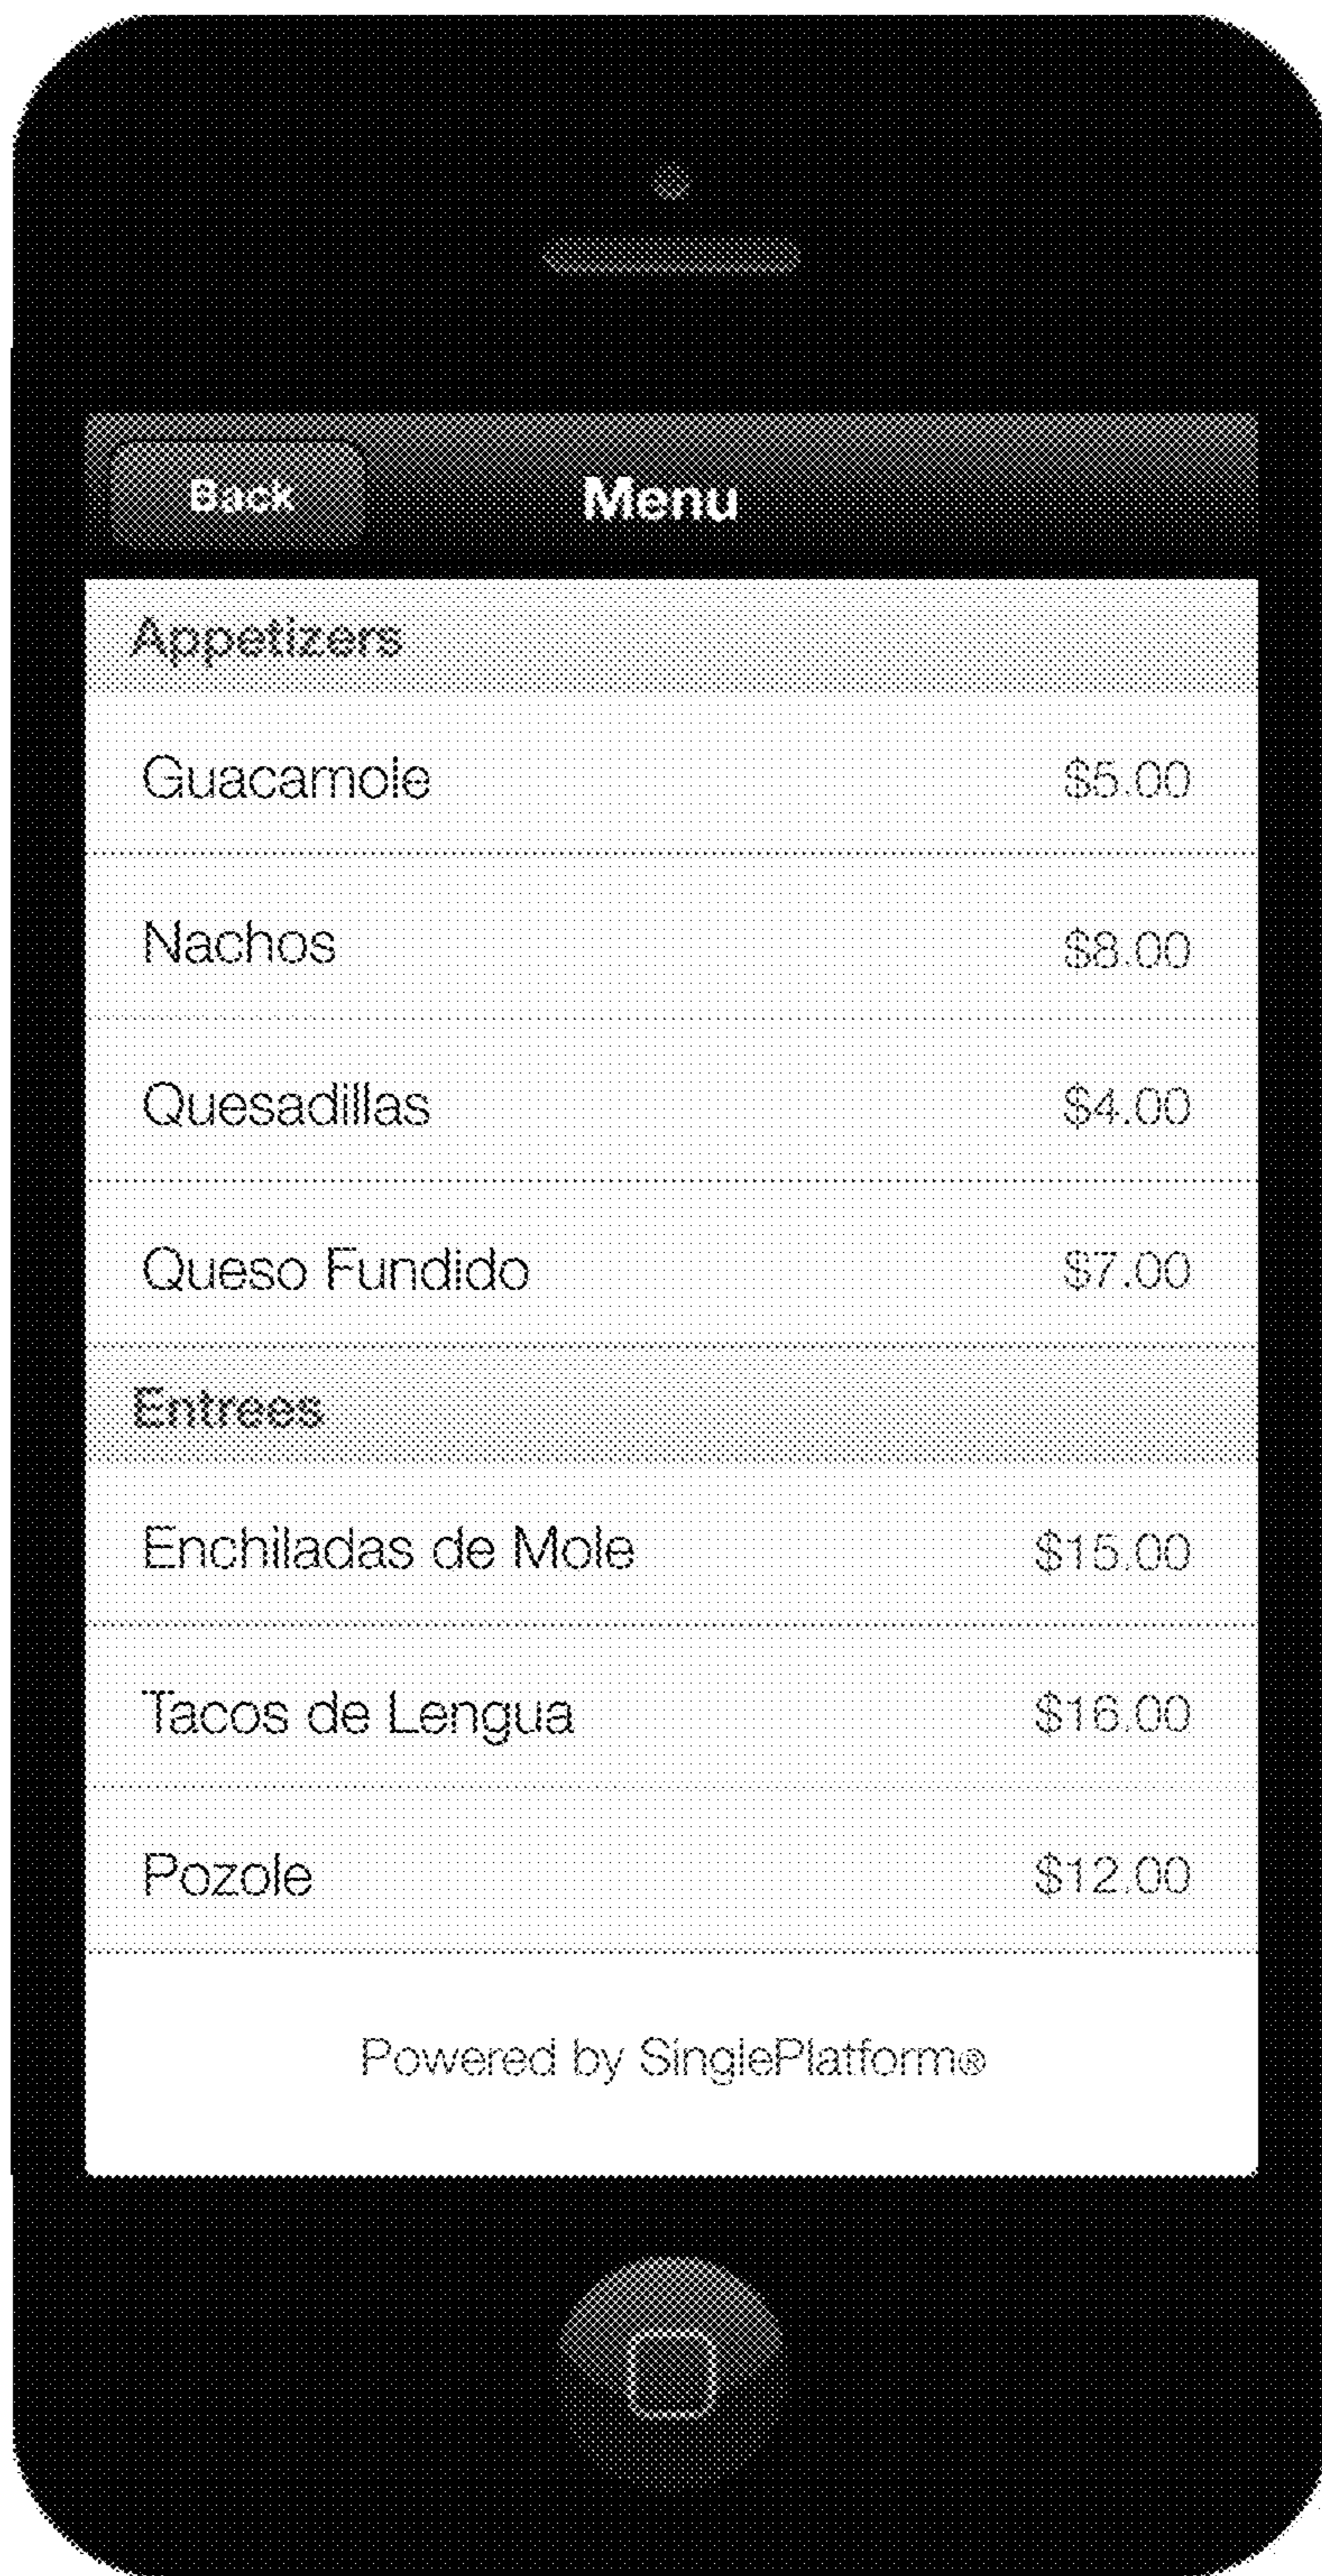 Back Menu
Appetizers
Guacamole $5.00
Nachos $8.00
Quesadillas $4.00
Queso Fundido $7.00
Entrees
Enchiladas de Mole $15.00
Tacos de Lengua $16.00
Pozole $12.00
Powered by SinglePlatform®